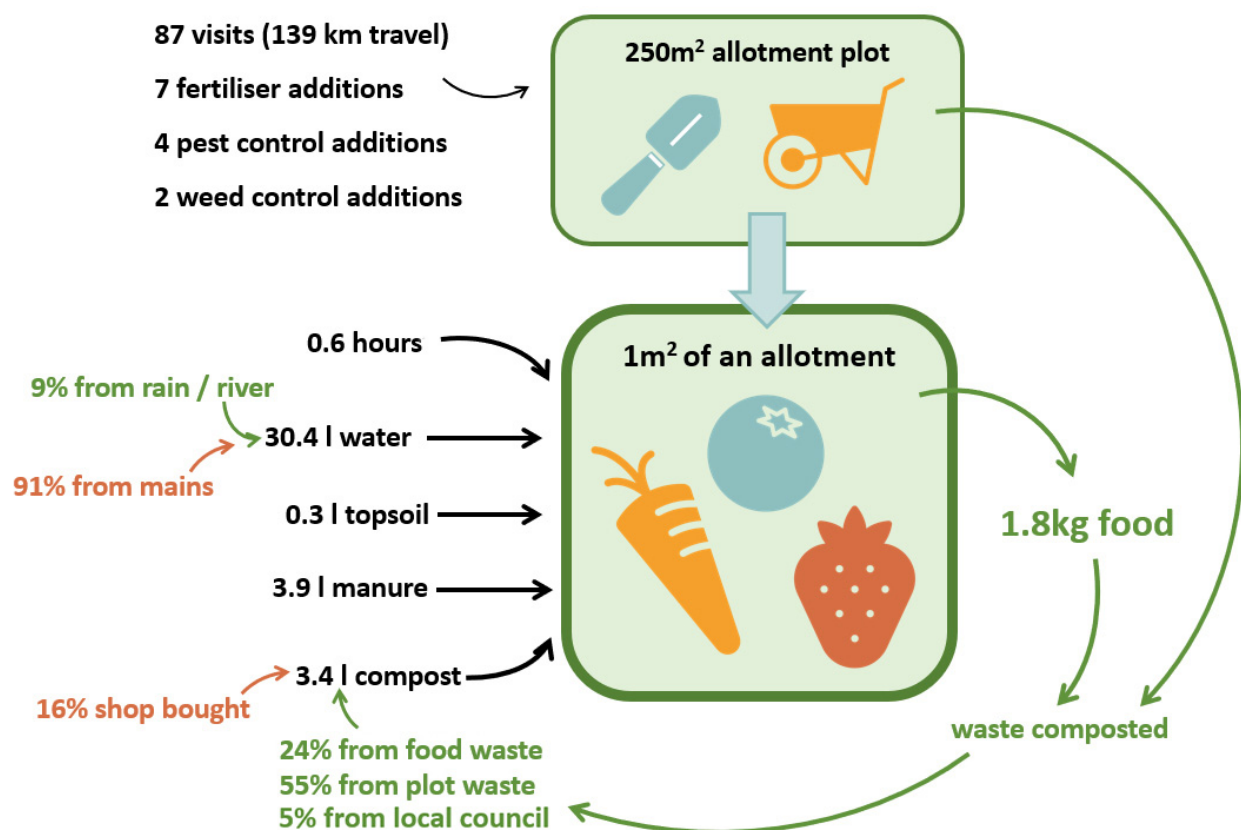 87 visits (139 km travel)
7 fertiliser additions
4 pest control additions
2 weed control additions
250m² allotment plot
0.6 hours
9% from rain / river
30.4 l water
91% from mains
0.3 l topsoil
3.9 l manure
3.4 l compost
16% shop bought
24% from food waste
55% from plot waste
5% from local council
1m² of an allotment
1.8kg food
waste composted